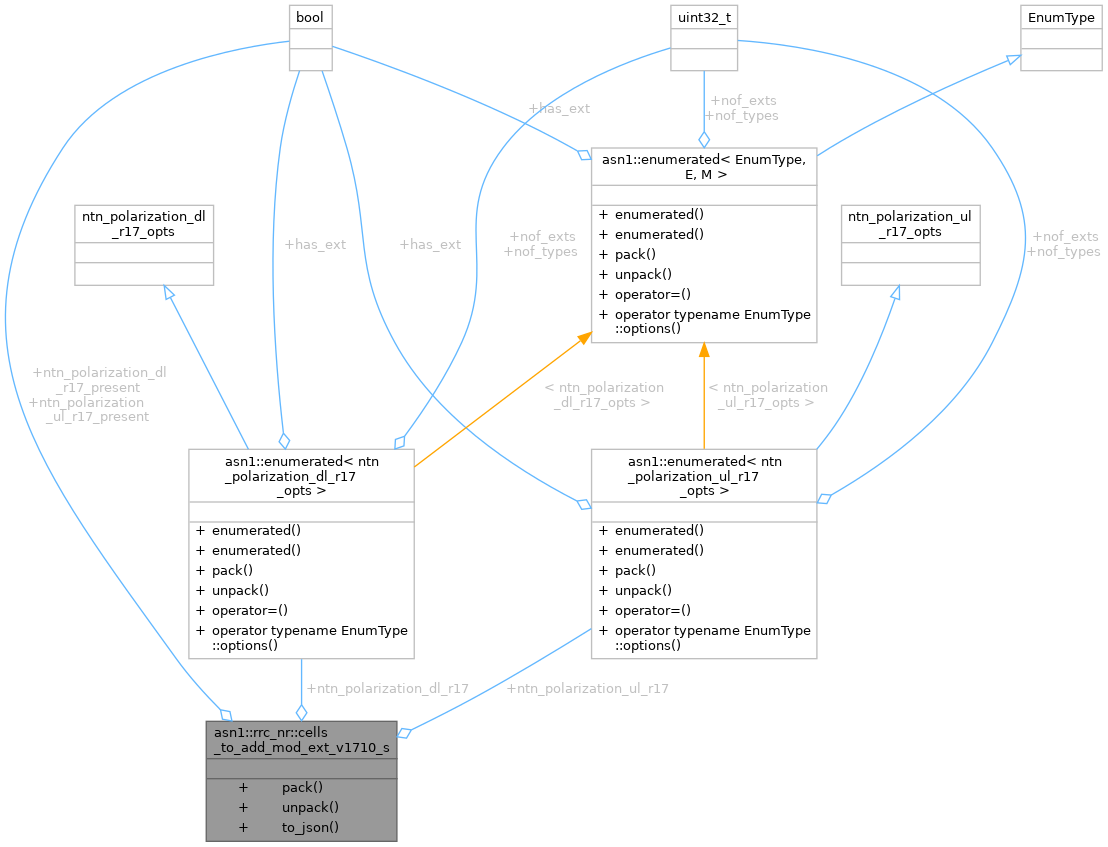 bool
uint32_t
EnumType
+has_ext
+nof_exts
+nof_types
asn1::enumerated< EnumType,
E, M >
+ enumerated()
+ enumerated()
+ pack()
+ unpack()
+ operator=()
+ operator typename EnumType
::options()
ntn_polarization_dl
_r17_opts
ntn_polarization_ul
_r17_opts
+has_ext
+has_ext
+nof_exts
+nof_types
+nof_exts
+nof_types
+ntn_polarization_dl
_r17_present
+ntn_polarization
_ul_r17_present
< ntn_polarization
_dl_r17_opts >
< ntn_polarization
_ul_r17_opts >
asn1::enumerated< ntn
_polarization_dl_r17
_opts >
+ enumerated()
+ enumerated()
+ pack()
+ unpack()
+ operator=()
+ operator typename EnumType
::options()
asn1::enumerated< ntn
_polarization_ul_r17
_opts >
+ enumerated()
+ enumerated()
+ pack()
+ unpack()
+ operator=()
+ operator typename EnumType
::options()
+ntn_polarization_dl_r17
+ntn_polarization_ul_r17
asn1::rrc_nr::cells
_to_add_mod_ext_v1710_s
+ pack()
+ unpack()
+ to_json()